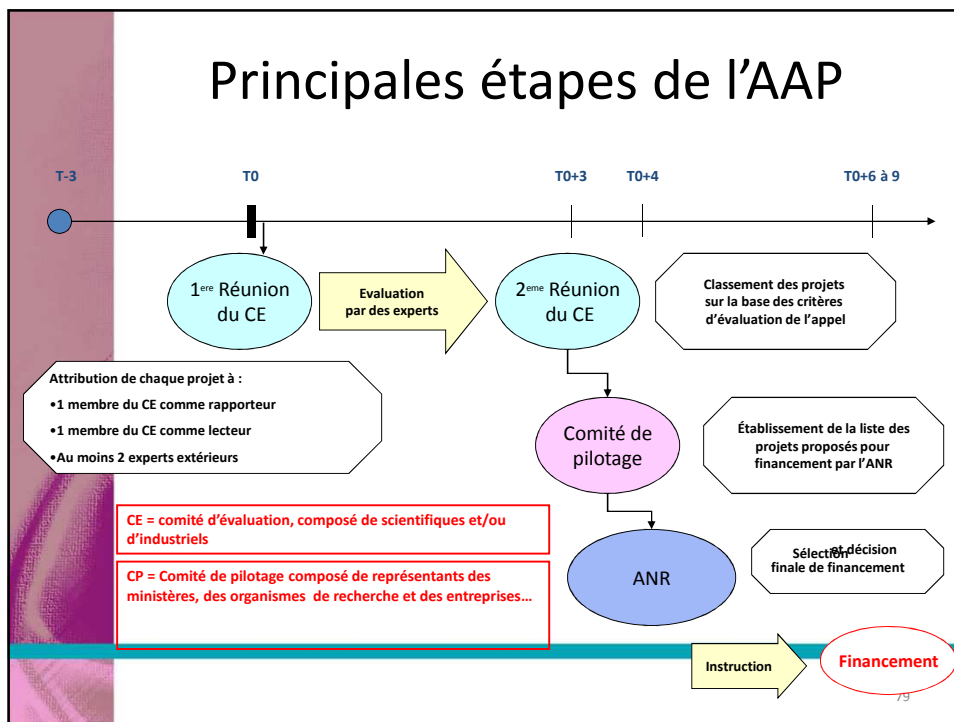 Principales étapes de l'AAP
T-3
T0
T0+3
T0+4
T0+6 à 9
1ere Réunion
du CE
Evaluation
par des experts
2eme Réunion
du CE
Classement des projets
sur la base des critères
d'évaluation de l'appel
Attribution de chaque projet à :
•1 membre du CE comme rapporteur
•1 membre du CE comme lecteur
•Au moins 2 experts extérieurs
Comité de
pilotage
Établissement de la liste des
projets proposés pour
financement par l'ANR
CE = comité d'évaluation, composé de scientifiques et/ou
d'industriels
CP = Comité de pilotage composé de représentants des
ministères, des organismes de recherche et des entreprises…
ANR
Sélection et décision
finale de financement
Instruction
Financement
79